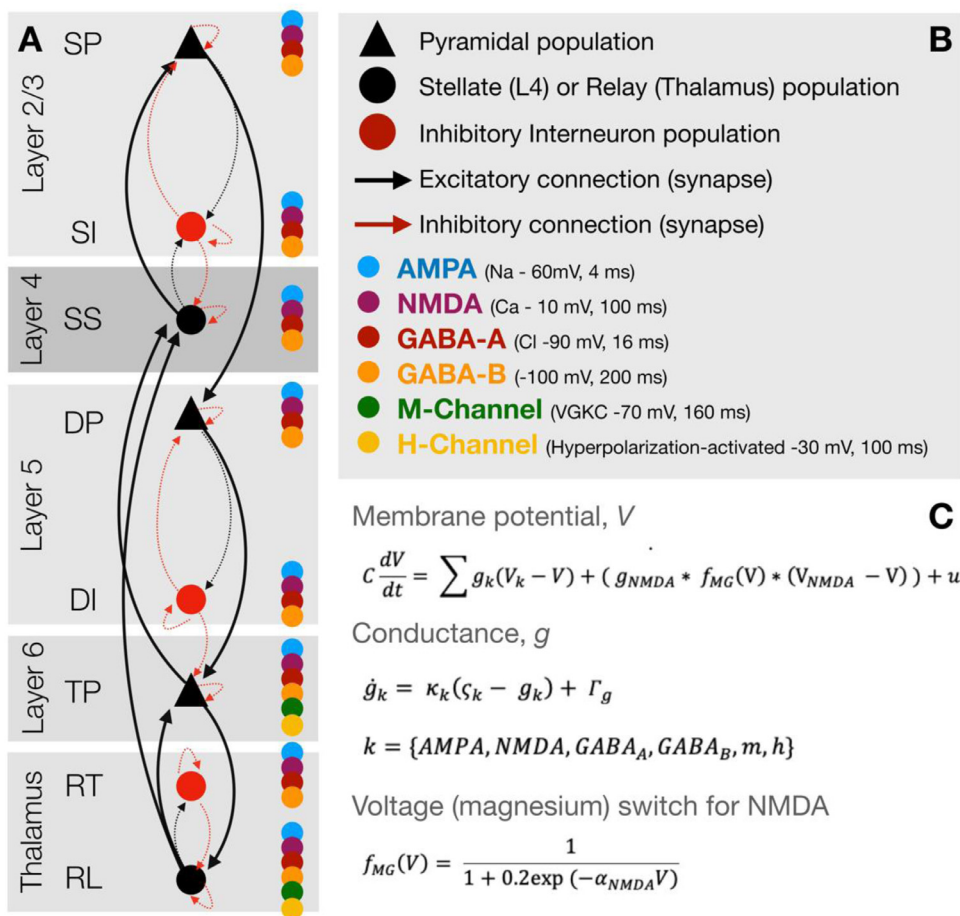 A
SP
Layer 2/3
SI
Layer 4
SS
DP
Layer 5
DI
Layer 6
TP
RT
Thalamus
RL
B
Pyramidal population
Stellate (L4) or Relay (Thalamus) population
Inhibitory Interneuron population
Excitatory connection (synapse)
Inhibitory connection (synapse)
AMPA (Na - 60mV, 4 ms)
NMDA (Ca - 10 mV, 100 ms)
GABA-A (Cl -90 mV, 16 ms)
GABA-B (-100 mV, 200 ms)
M-Channel (VGKC -70 mV, 160 ms)
H-Channel (Hyperpolarization-activated -30 mV, 100 ms)
Membrane potential, V
C
C dV/dt = ∑ g_k(V_k − V) + ( g_NMDA * f_MG(V) * (V_NMDA − V) ) + u
Conductance, g
ġ_k = κ_k(ς_k − g_k) + Γ_g
k = {AMPA, NMDA, GABA_A, GABA_B, m, h}
Voltage (magnesium) switch for NMDA
f_MG(V) = 1 / (1 + 0.2exp (−α_NMDA V))